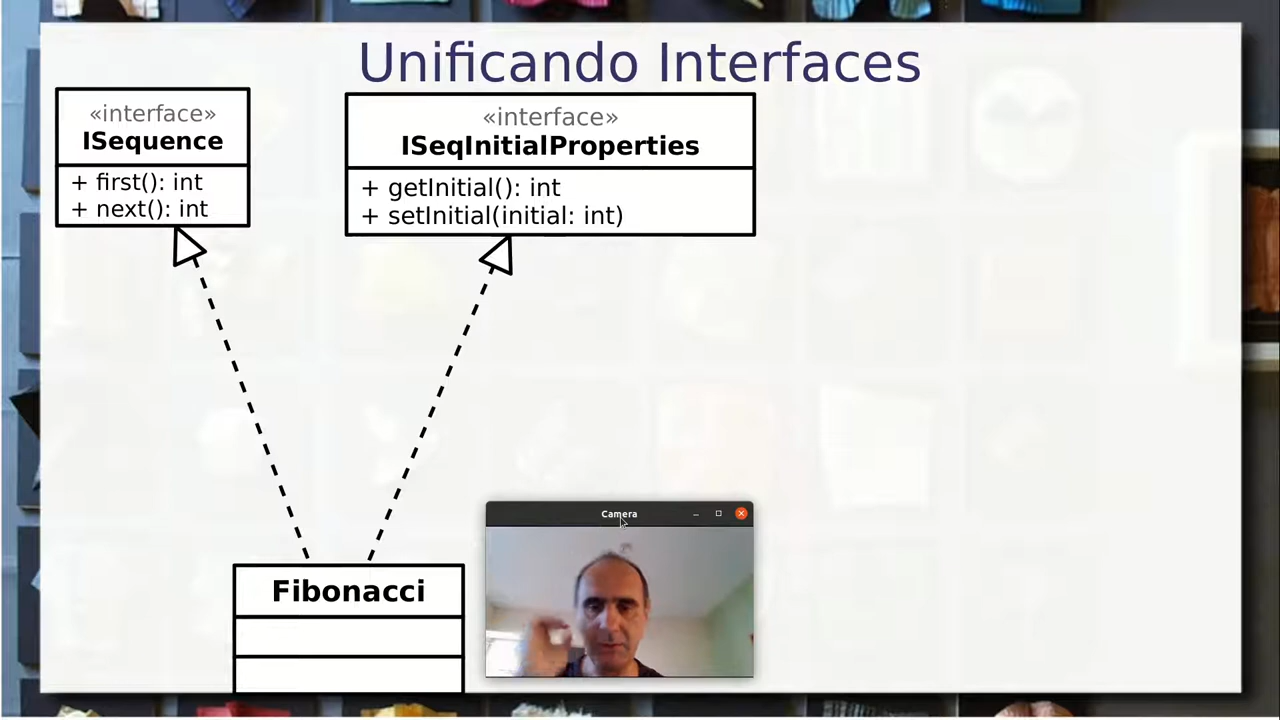 Unificando Interfaces
«interface»
ISequence
+ first(): int
+ next(): int
«interface»
ISeqInitialProperties
+ getInitial(): int
+ setInitial(initial: int)
Fibonacci
Camera